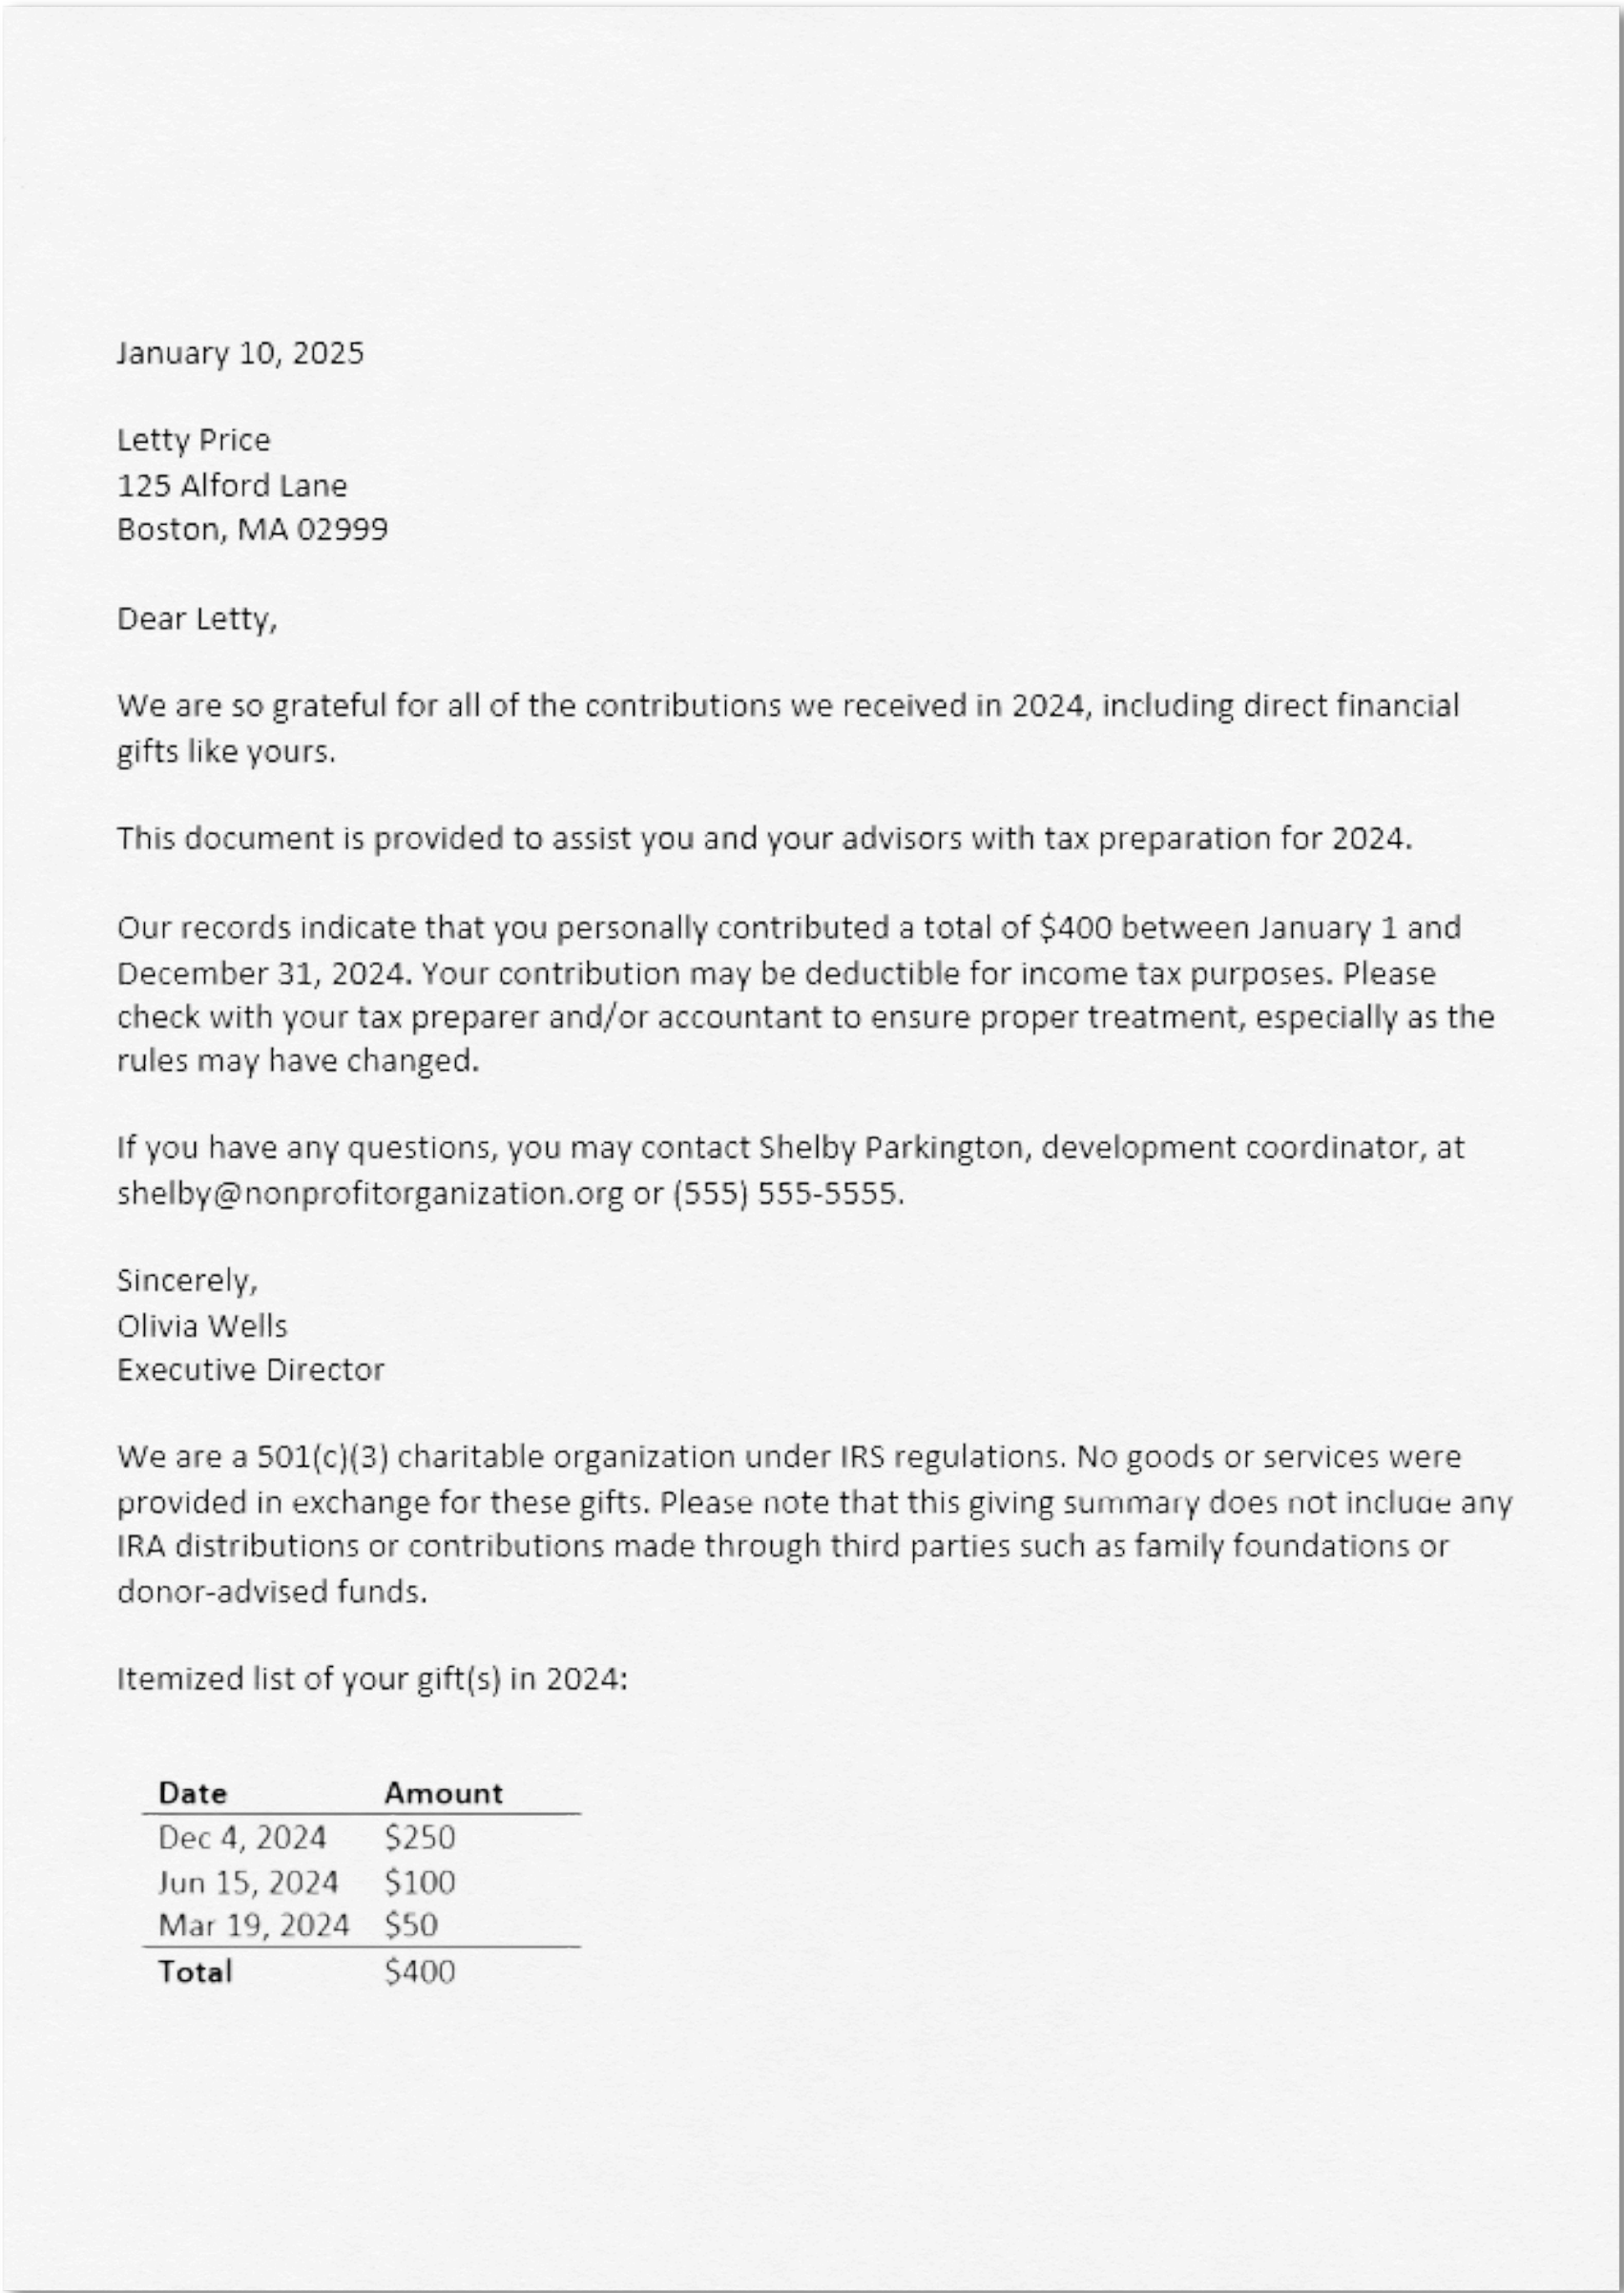 January 10, 2025
Letty Price
125 Alford Lane
Boston, MA 02999
Dear Letty,
We are so grateful for all of the contributions we received in 2024, including direct financial
gifts like yours.
This document is provided to assist you and your advisors with tax preparation for 2024.
Our records indicate that you personally contributed a total of $400 between January 1 and
December 31, 2024. Your contribution may be deductible for income tax purposes. Please
check with your tax preparer and/or accountant to ensure proper treatment, especially as the
rules may have changed.
If you have any questions, you may contact Shelby Parkington, development coordinator, at
shelby@nonprofitorganization.org or (555) 555-5555.
Sincerely,
Olivia Wells
Executive Director
We are a 501(c)(3) charitable organization under IRS regulations. No goods or services were
provided in exchange for these gifts. Please note that this giving summary does not include any
IRA distributions or contributions made through third parties such as family foundations or
donor-advised funds.
Itemized list of your gift(s) in 2024:
Date Amount
Dec 4, 2024 $250
Jun 15, 2024 $100
Mar 19, 2024 $50
Total $400